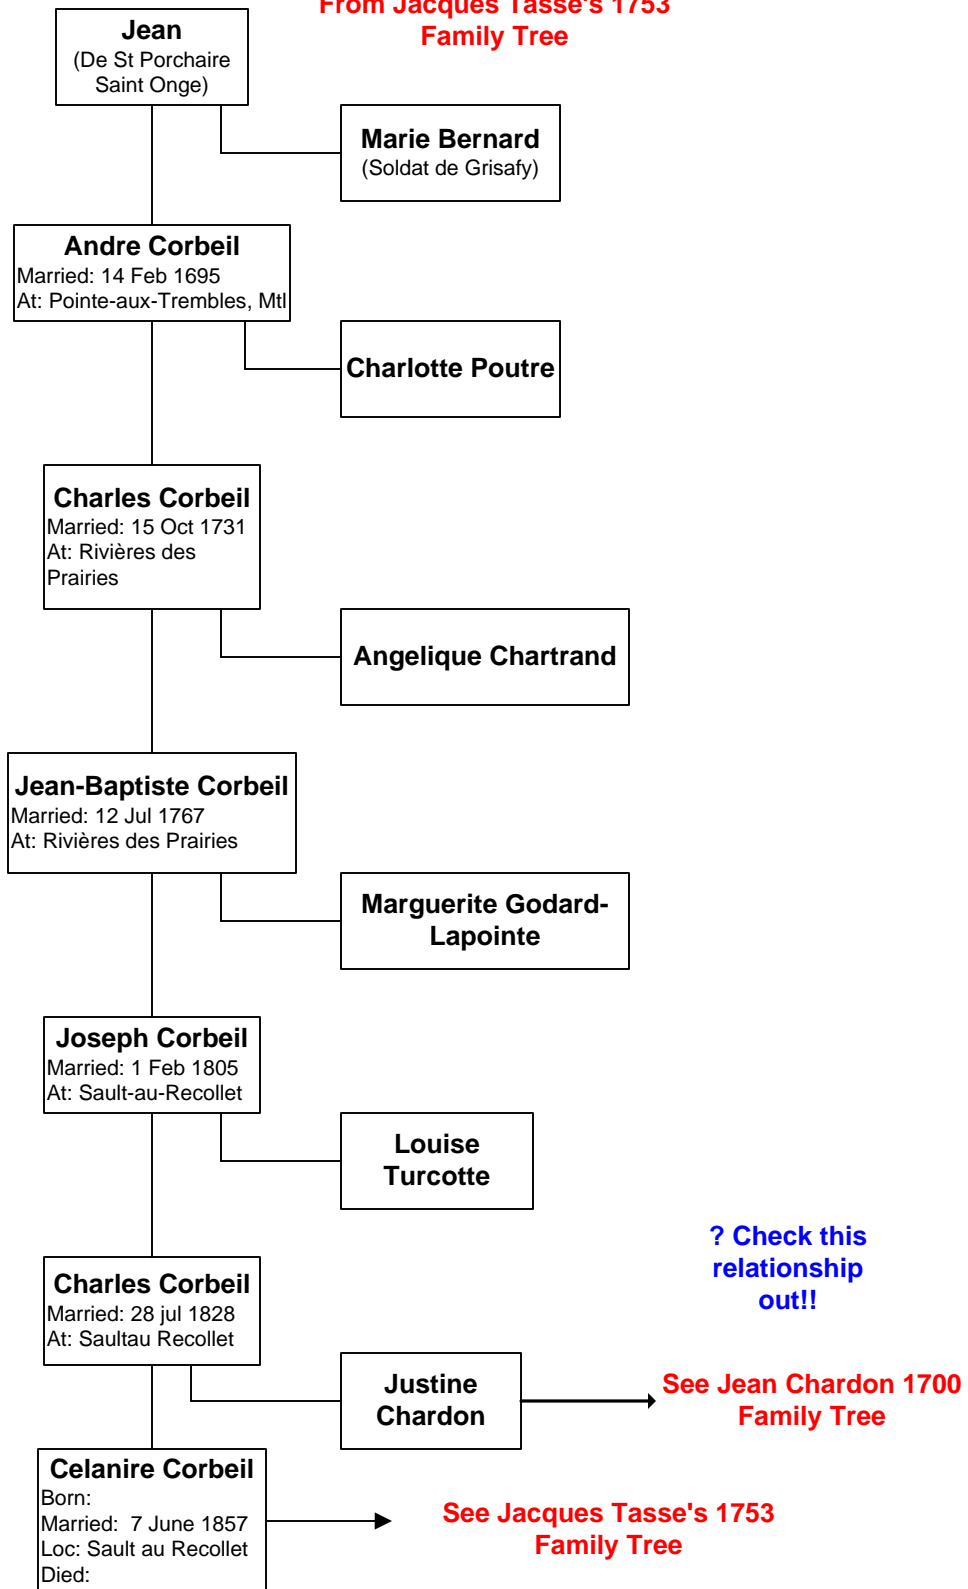 From Jacques Tasse's 1753
Family Tree
Jean
(De St Porchaire
Saint Onge)
Marie Bernard
(Soldat de Grisafy)
Andre Corbeil
Married: 14 Feb 1695
At: Pointe-aux-Trembles, Mtl
Charlotte Poutre
Charles Corbeil
Married: 15 Oct 1731
At: Rivières des
Prairies
Angelique Chartrand
Jean-Baptiste Corbeil
Married: 12 Jul 1767
At: Rivières des Prairies
Marguerite Godard-
Lapointe
Joseph Corbeil
Married: 1 Feb 1805
At: Sault-au-Recollet
Louise
Turcotte
? Check this
relationship
out!!
Charles Corbeil
Married: 28 jul 1828
At: Saultau Recollet
Justine
Chardon
See Jean Chardon 1700
Family Tree
Celanire Corbeil
Born:
Married:  7 June 1857
Loc: Sault au Recollet
Died:
See Jacques Tasse's 1753
Family Tree